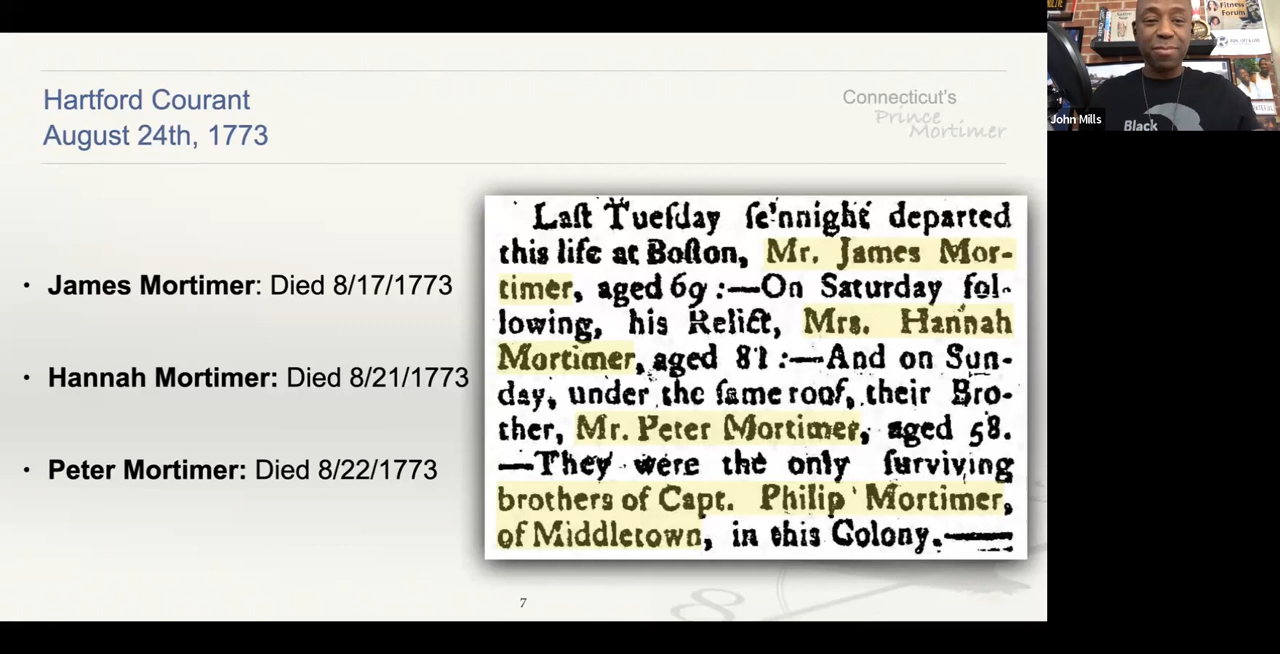 Hartford Courant
August 24th, 1773
Connecticut's
Prince
Mortimer
• James Mortimer: Died 8/17/1773
• Hannah Mortimer: Died 8/21/1773
• Peter Mortimer: Died 8/22/1773
Laſt Tueſday ſe'nnight departed
this life at Boſton, Mr. James Mor-
timer, aged 69 :—On Saturday fol-
lowing, his Relict, Mrs. Hannah
Mortimer, aged 81 :—And on Sun-
day, under the ſame roof, their Bro-
ther, Mr. Peter Mortimer, aged 58.
—They were the only ſurviving
brothers of Capt. Philip Mortimer,
of Middletown, in this Colony.——
7
Fitness
Forum
John Mills
Black